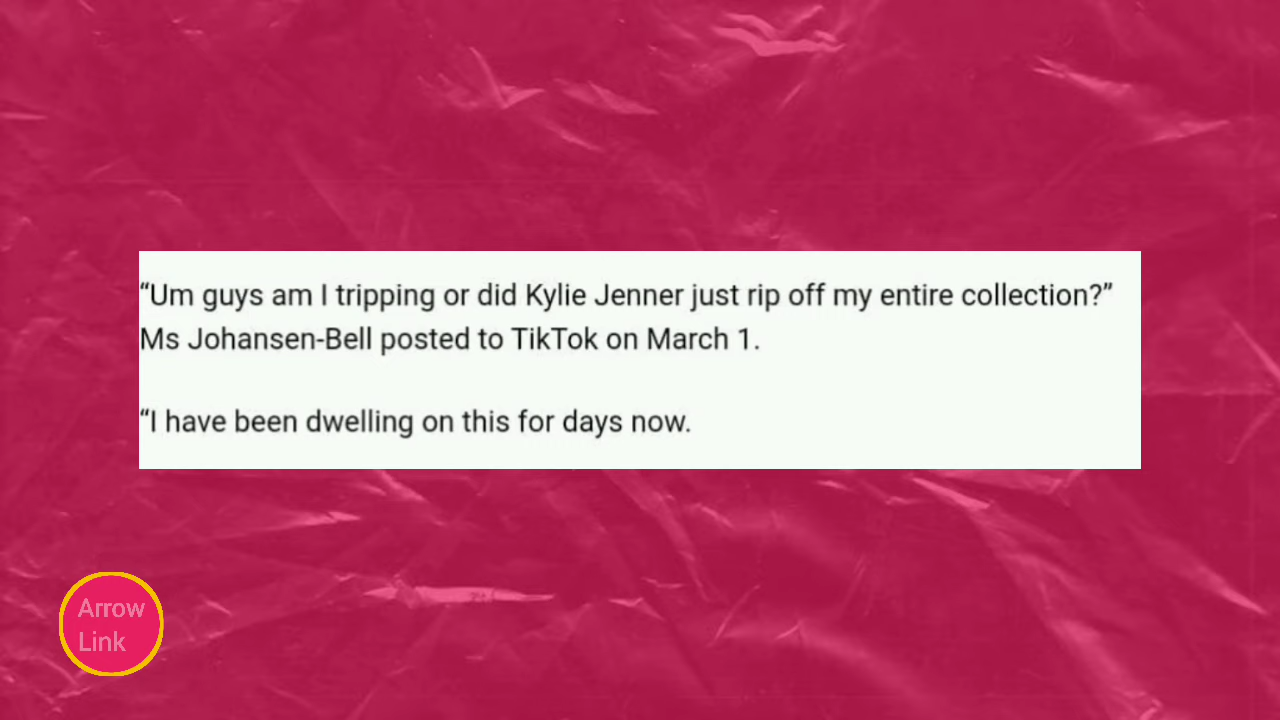 “Um guys am I tripping or did Kylie Jenner just rip off my entire collection?”
Ms Johansen-Bell posted to TikTok on March 1.
“I have been dwelling on this for days now.
Arrow
Link